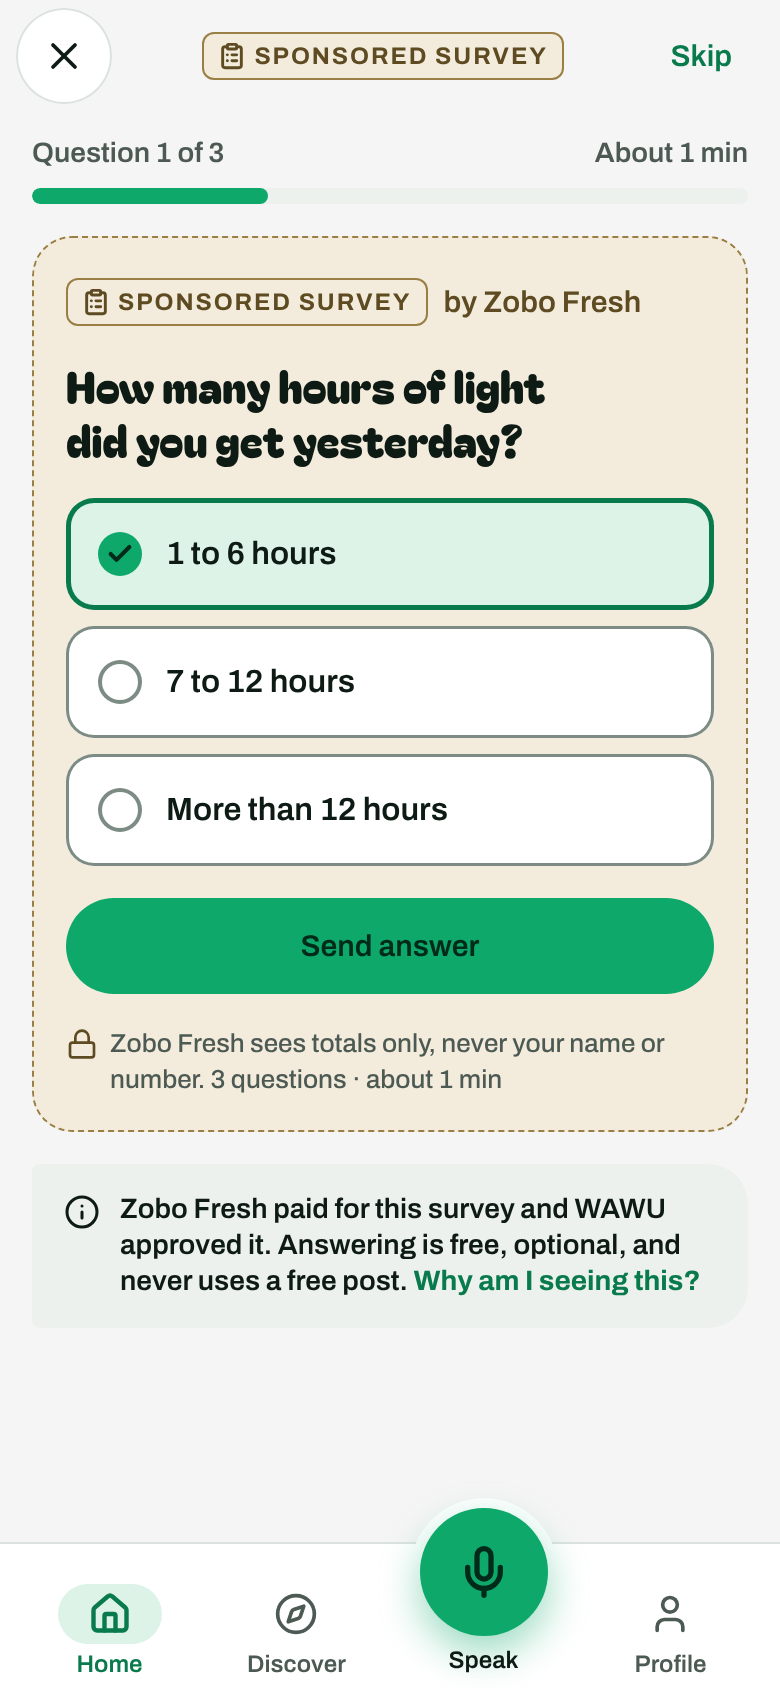 SPONSORED SURVEY
Skip
Question 1 of 3
About 1 min
SPONSORED SURVEY
by Zobo Fresh
How many hours of light
did you get yesterday?
1 to 6 hours
7 to 12 hours
More than 12 hours
Send answer
Zobo Fresh sees totals only, never your name or
number. 3 questions · about 1 min
Zobo Fresh paid for this survey and WAWU
approved it. Answering is free, optional, and
never uses a free post. Why am I seeing this?
Home
Discover
Speak
Profile